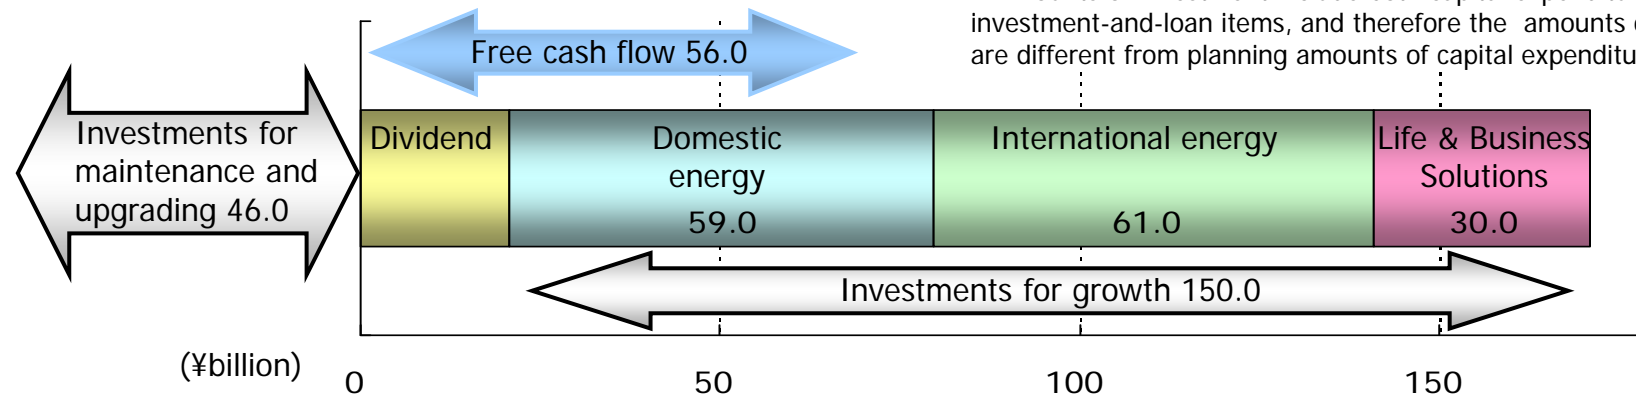 investment-and-loan items, and therefore the amounts
are different from planning amounts of capital
Free cash flow 56.0
Investments for
maintenance and
upgrading 46.0
Dividend
Domestic
energy
59.0
International energy
61.0
Life & Business
Solutions
30.0
Investments for growth 150.0
(¥billion)
0
50
100
150